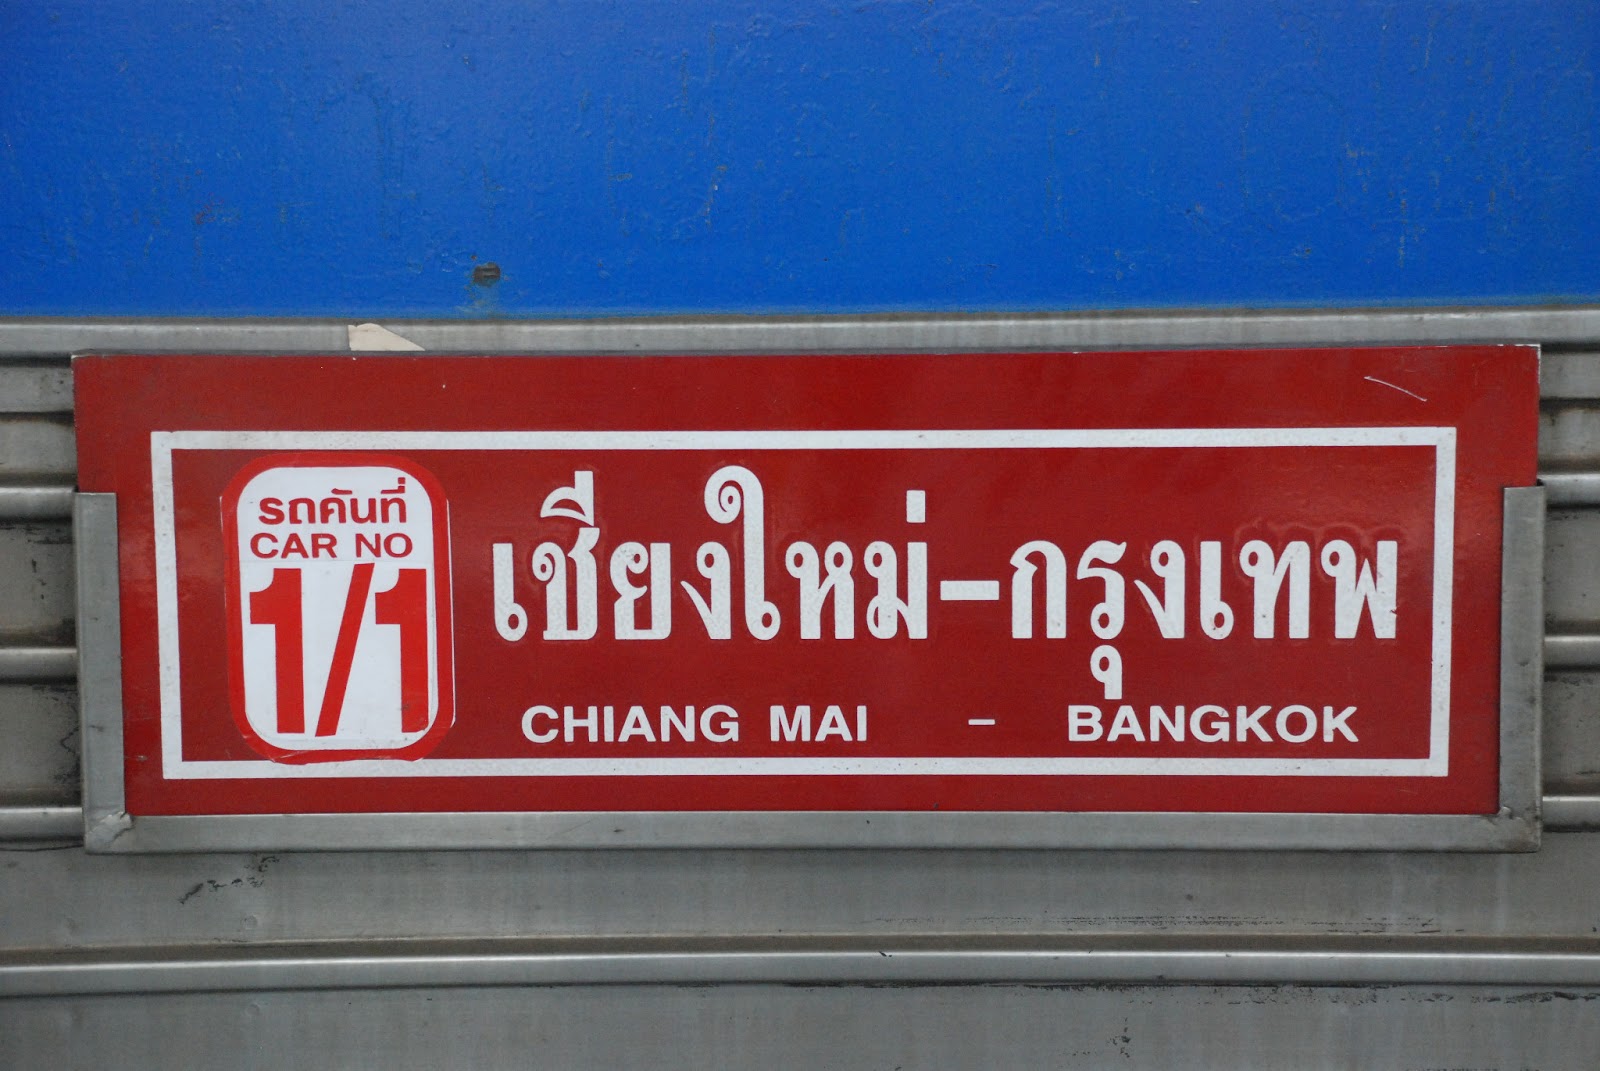 รถคันที่
CAR NO
1/1
เชียงใหม่-กรุงเทพ
CHIANG MAI - BANGKOK